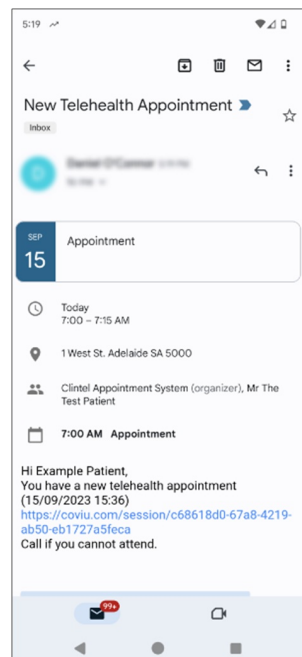 5:19
New Telehealth Appointment
Inbox
D
SEP
15
Appointment
Today
7:00 – 7:15 AM
1 West St. Adelaide SA 5000
Clintel Appointment System (organizer), Mr The
Test Patient
7:00 AM Appointment
Hi Example Patient,
You have a new telehealth appointment
(15/09/2023 15:36)
https://coviu.com/session/c68618d0-67a8-4219-
ab50-eb1727a5feca
Call if you cannot attend.
99+